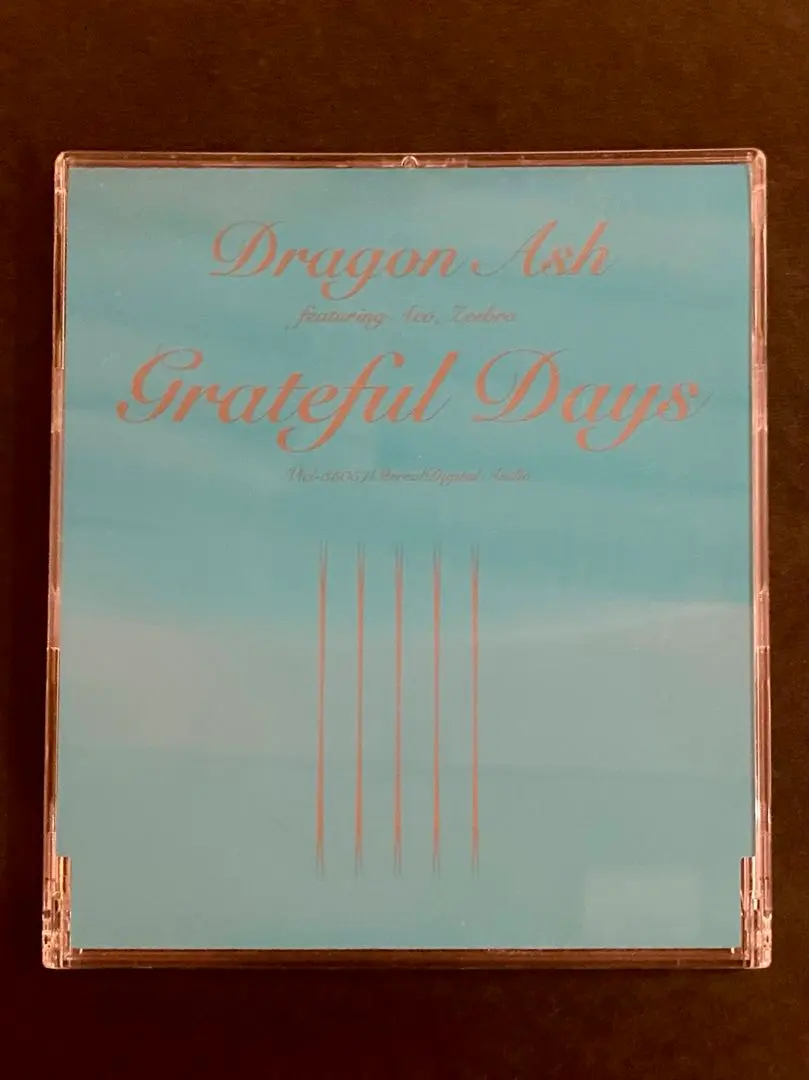 Dragon Ash
featuring Aco, Zeebra
Grateful Days
Stereo/Digital Audio